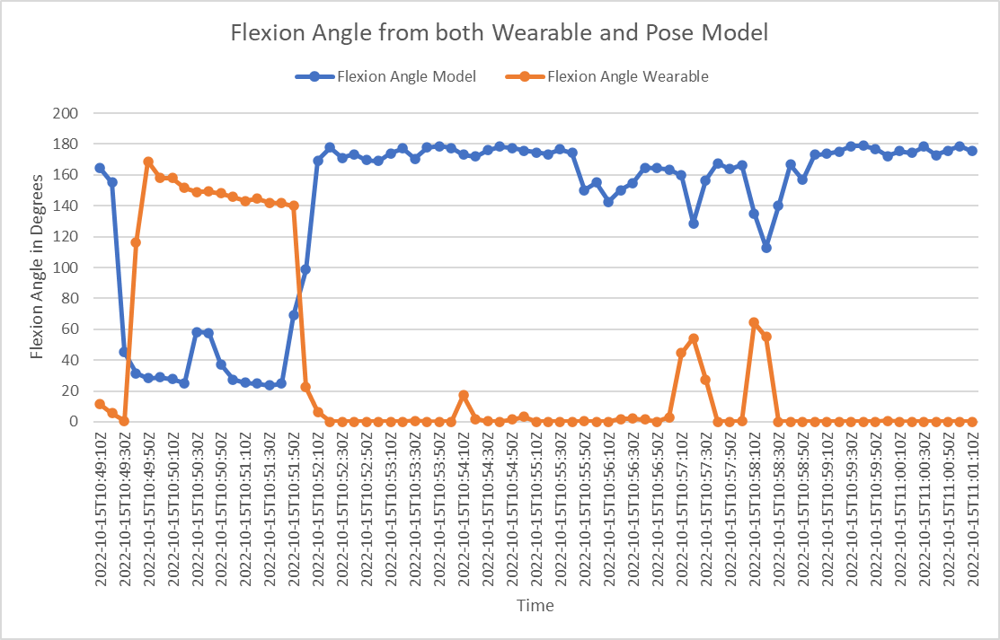 Flexion Angle from both Wearable and Pose Model
Flexion Angle Model
Flexion Angle Wearable
Flexion Angle in Degrees
200
180
160
140
120
100
80
60
40
20
0
2022-10-15T10:49:10Z
2022-10-15T10:49:30Z
2022-10-15T10:49:50Z
2022-10-15T10:50:10Z
2022-10-15T10:50:30Z
2022-10-15T10:50:50Z
2022-10-15T10:51:10Z
2022-10-15T10:51:30Z
2022-10-15T10:51:50Z
2022-10-15T10:52:10Z
2022-10-15T10:52:30Z
2022-10-15T10:52:50Z
2022-10-15T10:53:10Z
2022-10-15T10:53:30Z
2022-10-15T10:53:50Z
2022-10-15T10:54:10Z
2022-10-15T10:54:30Z
2022-10-15T10:54:50Z
2022-10-15T10:55:10Z
2022-10-15T10:55:30Z
2022-10-15T10:55:50Z
2022-10-15T10:56:10Z
2022-10-15T10:56:30Z
2022-10-15T10:56:50Z
2022-10-15T10:57:10Z
2022-10-15T10:57:30Z
2022-10-15T10:57:50Z
2022-10-15T10:58:10Z
2022-10-15T10:58:30Z
2022-10-15T10:58:50Z
2022-10-15T10:59:10Z
2022-10-15T10:59:30Z
2022-10-15T10:59:50Z
2022-10-15T11:00:10Z
2022-10-15T11:00:30Z
2022-10-15T11:00:50Z
2022-10-15T11:01:10Z
Time